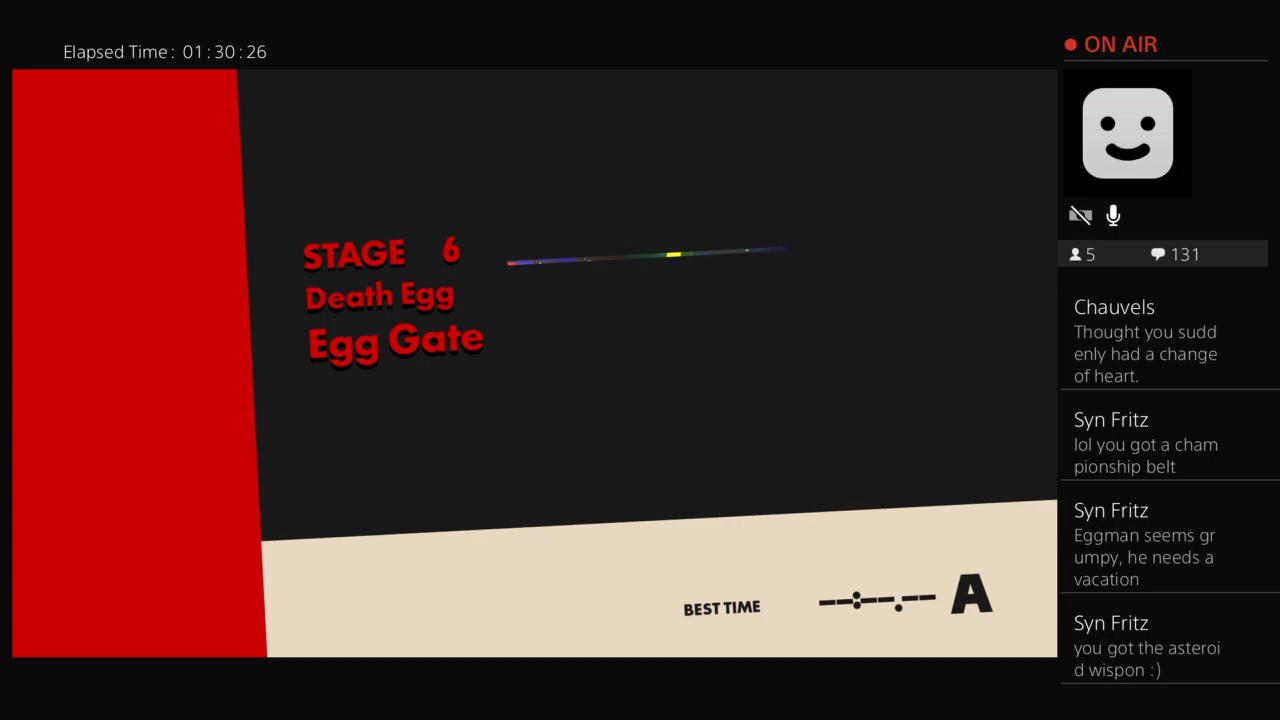 Elapsed Time: 01:30:26
ON AIR
STAGE 6
Death Egg
Egg Gate
BEST TIME --:--.-- A
5 131
Chauvels
Thought you sudd
enly had a change
of heart.
Syn Fritz
lol you got a cham
pionship belt
Syn Fritz
Eggman seems gr
umpy, he needs a
vacation
Syn Fritz
you got the asteroi
d wispon :)